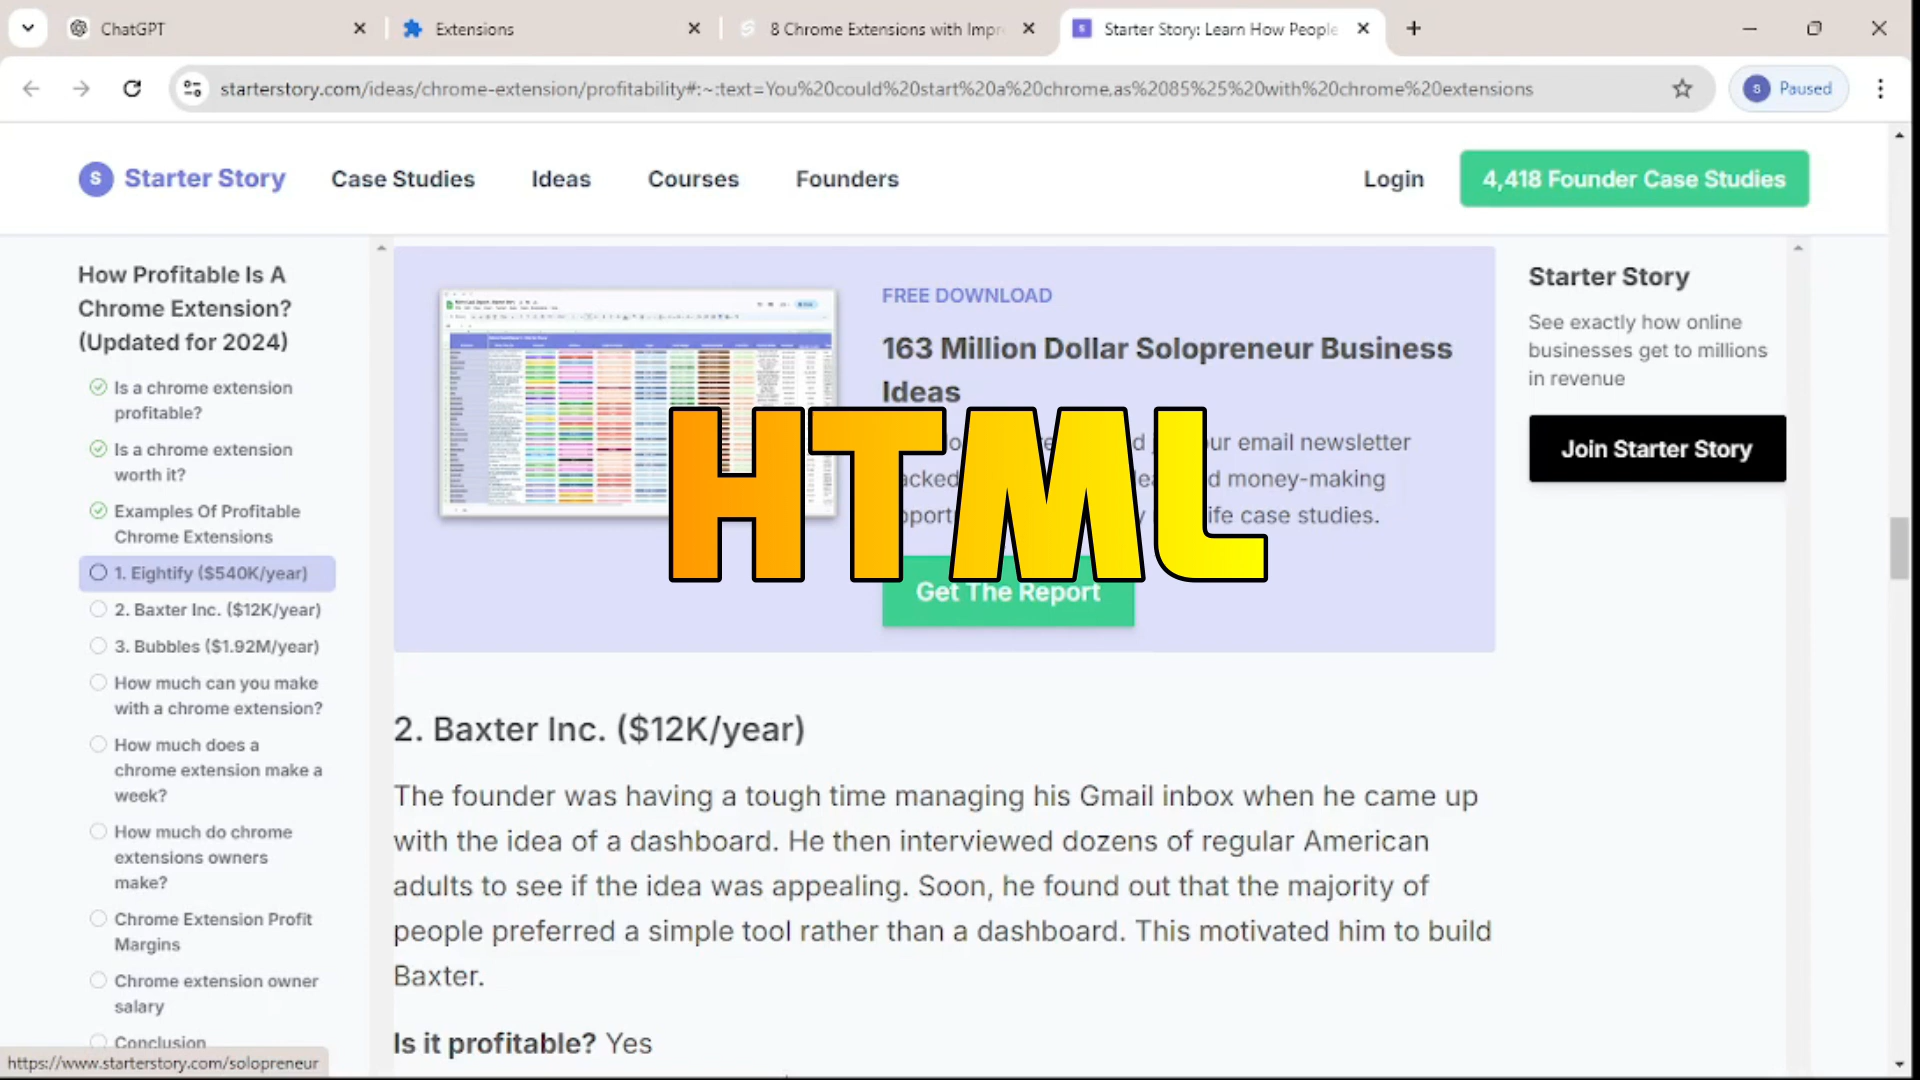 ChatGPT
Extensions
8 Chrome Extensions with Impr
Starter Story: Learn How People
starterstory.com/ideas/chrome-extension/profitability#:~:text=You%20could%20start%20a%20chrome,as%2085%25%20with%20chrome%20extensions
S Paused
S Starter Story
Case Studies
Ideas
Courses
Founders
Login
4,418 Founder Case Studies
How Profitable Is A
Chrome Extension?
(Updated for 2024)
Is a chrome extension
profitable?
Is a chrome extension
worth it?
Examples Of Profitable
Chrome Extensions
1. Eightify ($540K/year)
2. Baxter Inc. ($12K/year)
3. Bubbles ($1.92M/year)
How much can you make
with a chrome extension?
How much does a
chrome extension make a
week?
How much do chrome
extensions owners
make?
Chrome Extension Profit
Margins
Chrome extension owner
salary
Conclusion
https://www.starterstory.com/solopreneur
FREE DOWNLOAD
163 Million Dollar Solopreneur Business
Ideas
our email newsletter
money-making
case studies.
HTML
Get The Report
2. Baxter Inc. ($12K/year)
The founder was having a tough time managing his Gmail inbox when he came up
with the idea of a dashboard. He then interviewed dozens of regular American
adults to see if the idea was appealing. Soon, he found out that the majority of
people preferred a simple tool rather than a dashboard. This motivated him to build
Baxter.
Is it profitable? Yes
Starter Story
See exactly how online
businesses get to millions
in revenue
Join Starter Story